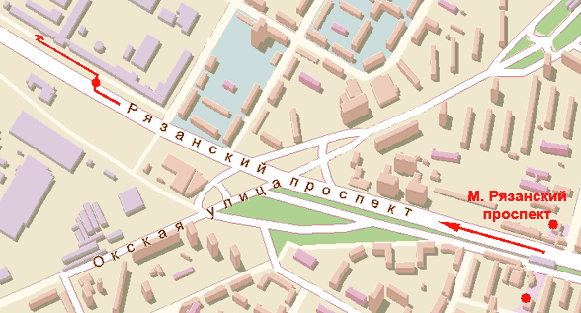 Рязанский проспект
Окская улица
М. Рязанский
проспект